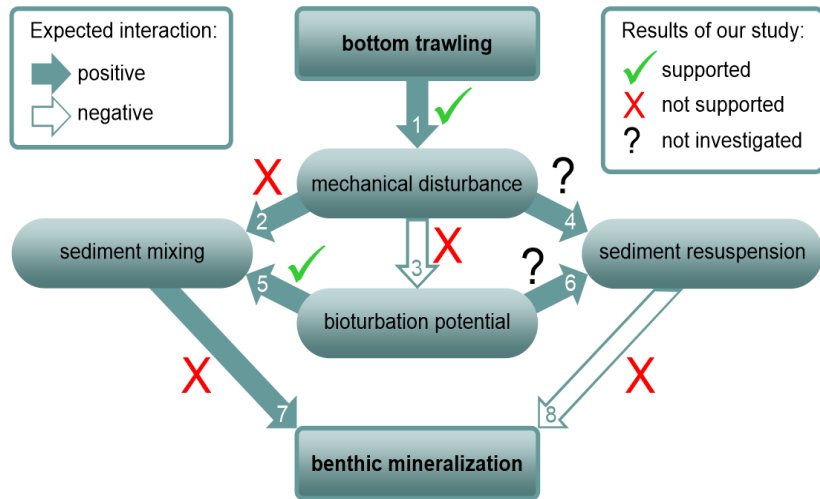 Expected interaction:
positive
negative
bottom trawling
Results of our study:
supported
not supported
not investigated
1
mechanical disturbance
?
X
2
3
X
4
sediment mixing
sediment resuspension
?
5
6
bioturbation potential
X
7
X
8
benthic mineralization
X
?